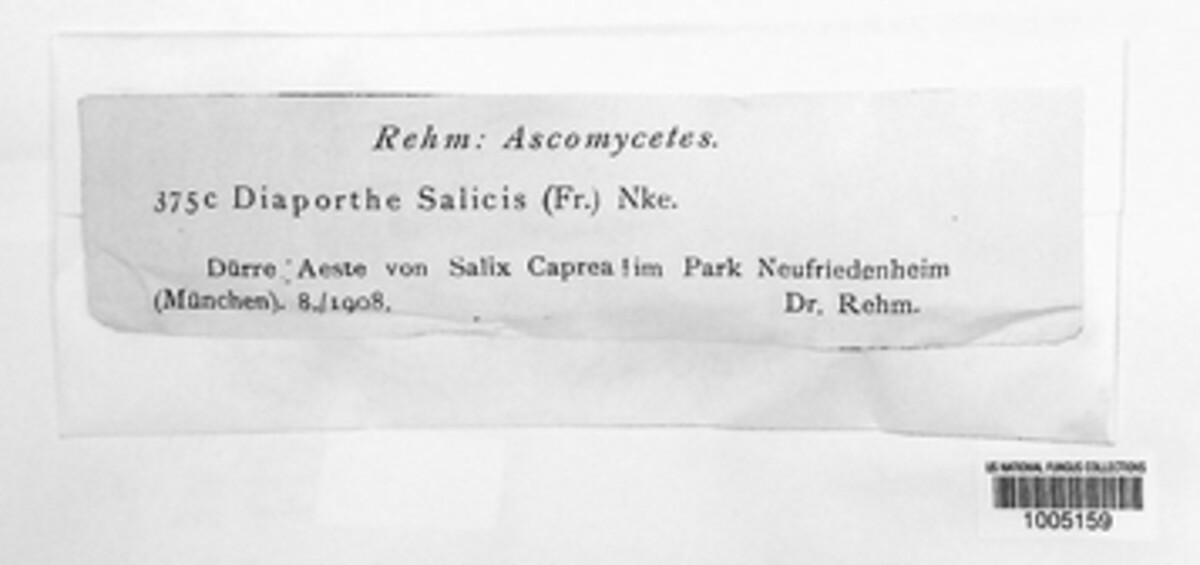 Rehm: Ascomycetes.
375c Diaporthe Salicis (Fr.) Nke.
Dürre Aeste von Salix Caprea im Park Neufriedenheim
(München). 8./1908. Dr. Rehm.
US NATIONAL FUNGUS COLLECTIONS
1005159